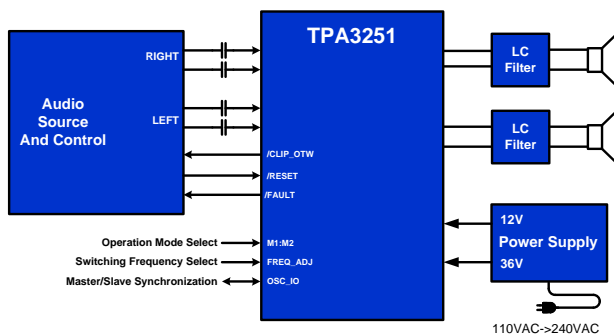 TPA3251
RIGHT
LEFT
Audio
Source
And Control
/CLIP_OTW
/RESET
/FAULT
Operation Mode Select
M1:M2
Switching Frequency Select
FREQ_ADJ
Master/Slave Synchronization
OSC_IO
LC
Filter
LC
Filter
12V
Power Supply
36V
110VAC->240VAC